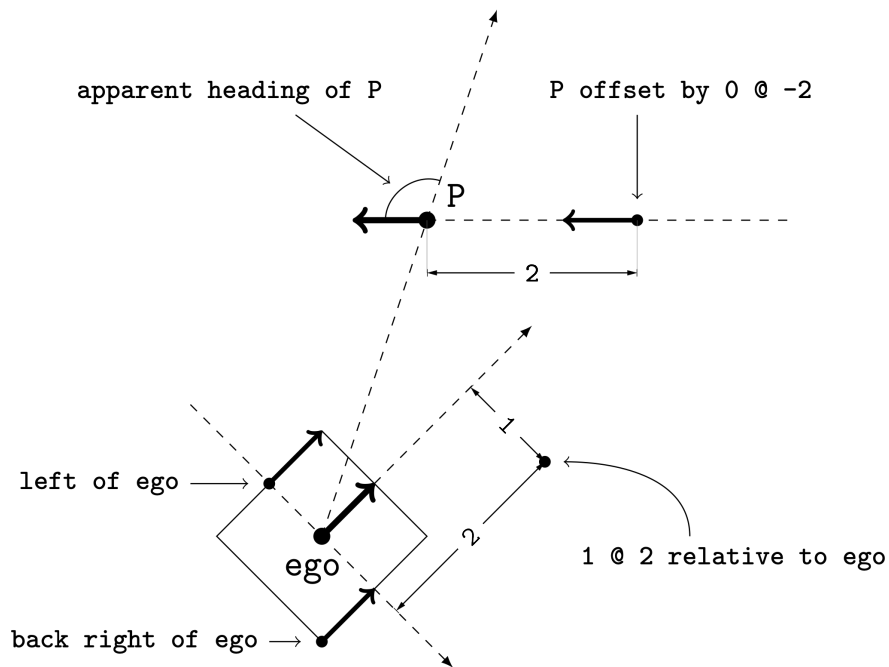 apparent heading of P
P offset by 0 @ -2
P
2
1
left of ego
2
ego
1 @ 2 relative to ego
back right of ego